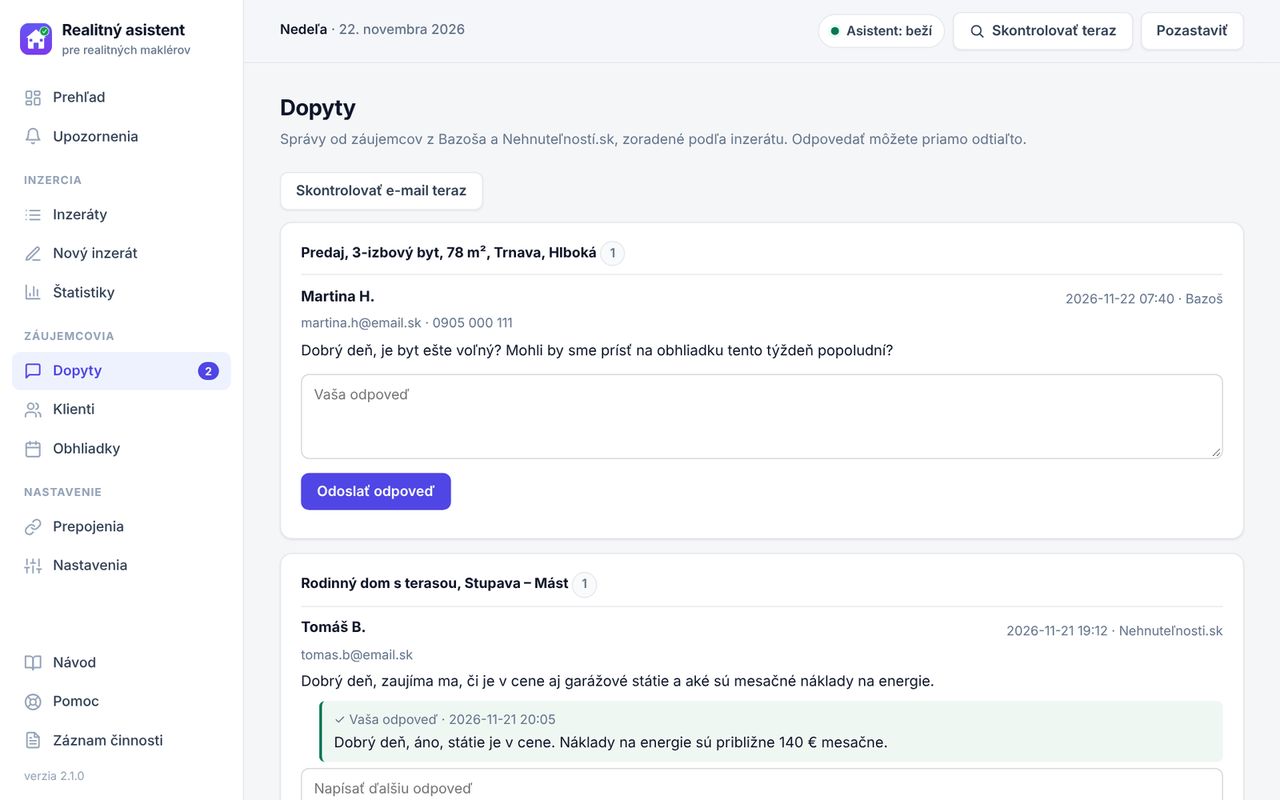 Realitný asistent
pre realitných maklérov
Prehľad
Upozornenia
INZERCIA
Inzeráty
Nový inzerát
Štatistiky
ZÁUJEMCOVIA
Dopyty 2
Klienti
Obhliadky
NASTAVENIE
Prepojenia
Nastavenia
Návod
Pomoc
Záznam činnosti
verzia 2.1.0
Nedeľa · 22. novembra 2026
Asistent: beží
Skontrolovať teraz
Pozastaviť
Dopyty
Správy od záujemcov z Bazoša a Nehnuteľností.sk, zoradené podľa inzerátu. Odpovedať môžete priamo odtiaľto.
Skontrolovať e-mail teraz
Predaj, 3-izbový byt, 78 m², Trnava, Hlboká 1
Martina H.
2026-11-22 07:40 · Bazoš
martina.h@email.sk · 0905 000 111
Dobrý deň, je byt ešte voľný? Mohli by sme prísť na obhliadku tento týždeň popoludní?
Vaša odpoveď
Odoslať odpoveď
Rodinný dom s terasou, Stupava – Mást 1
Tomáš B.
2026-11-21 19:12 · Nehnuteľnosti.sk
tomas.b@email.sk
Dobrý deň, zaujíma ma, či je v cene aj garážové státie a aké sú mesačné náklady na energie.
✓ Vaša odpoveď · 2026-11-21 20:05
Dobrý deň, áno, státie je v cene. Náklady na energie sú približne 140 € mesačne.
Napísať ďalšiu odpoveď